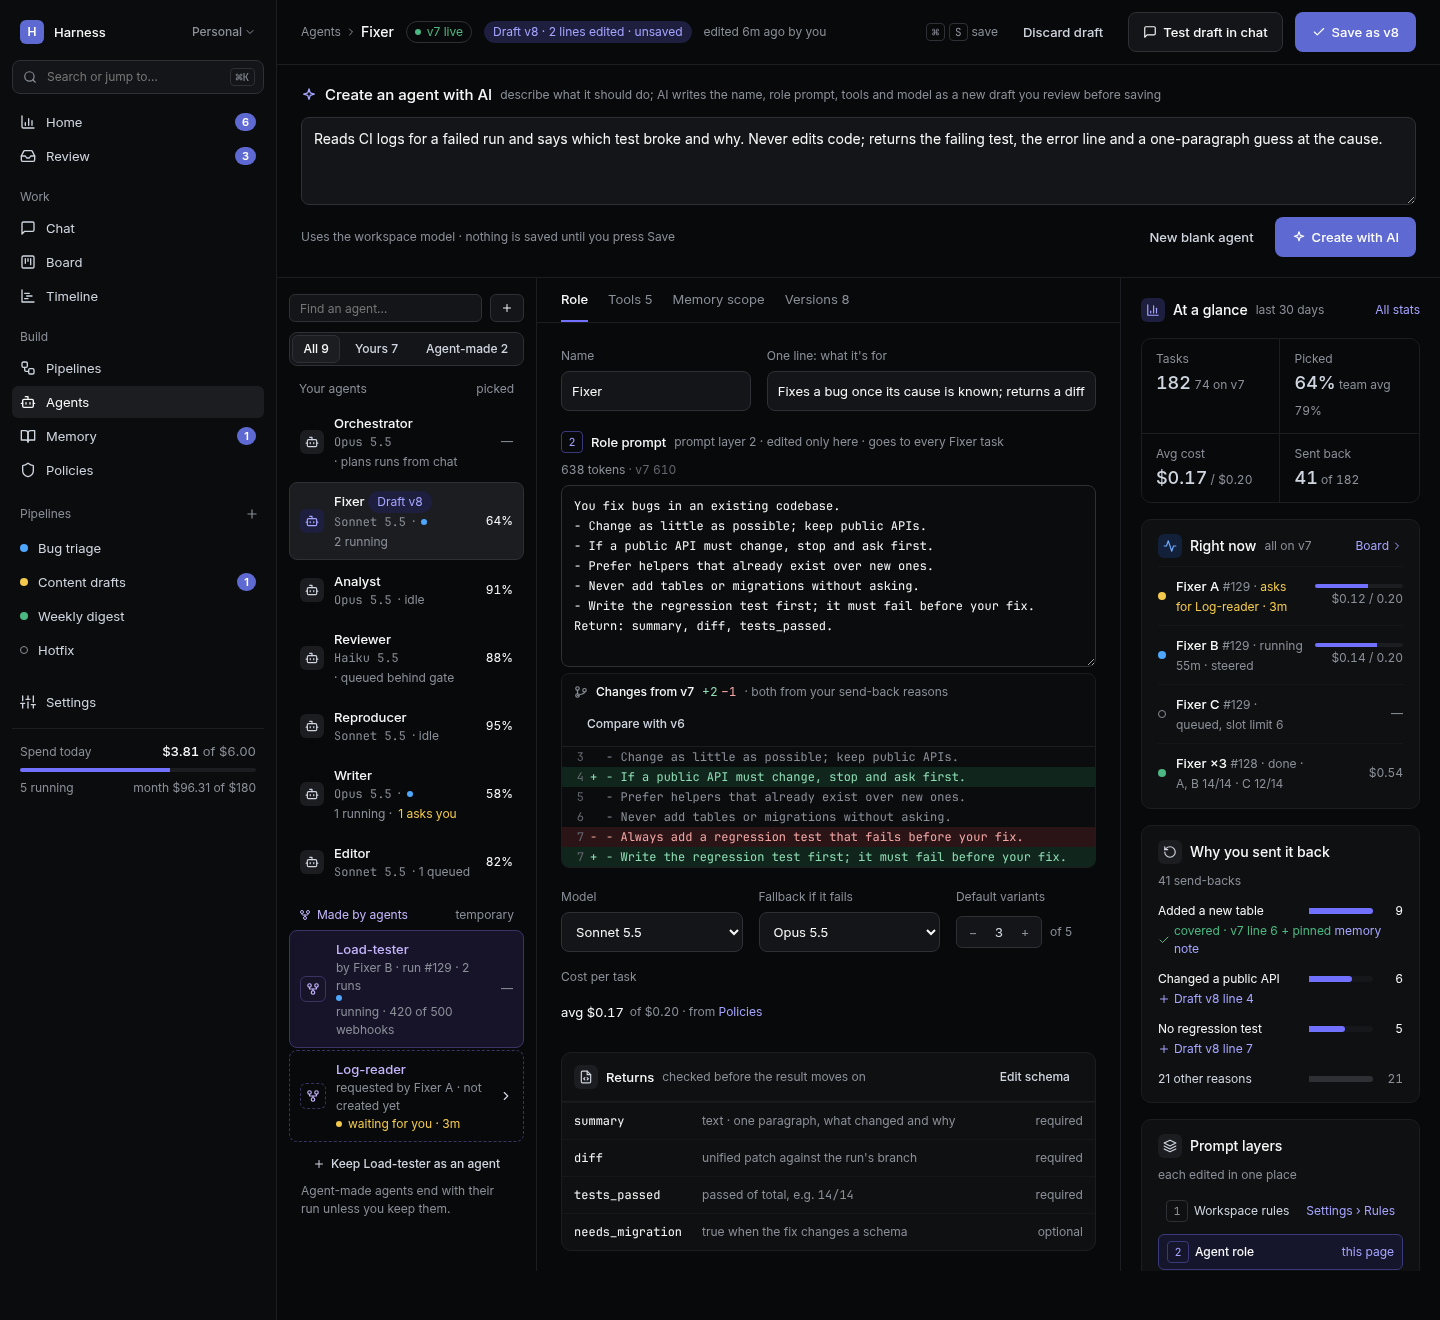 H Harness Personal
Search or jump to... ⌘K
Home 6
Review 3
Work
Chat
Board
Timeline
Build
Pipelines
Agents
Memory 1
Policies
Pipelines +
Bug triage
Content drafts 1
Weekly digest
Hotfix
Settings
Spend today $3.81 of $6.00
5 running month $96.31 of $180
Agents › Fixer v7 live Draft v8 · 2 lines edited · unsaved edited 6m ago by you ⌘ S save Discard draft Test draft in chat Save as v8
Create an agent with AI describe what it should do; AI writes the name, role prompt, tools and model as a new draft you review before saving
Reads CI logs for a failed run and says which test broke and why. Never edits code; returns the failing test, the error line and a one-paragraph guess at the cause.
Uses the workspace model · nothing is saved until you press Save New blank agent Create with AI
Find an agent... +
All 9 Yours 7 Agent-made 2
Your agents picked
Orchestrator
Opus 5.5 —
· plans runs from chat
Fixer Draft v8
Sonnet 5.5 · 64%
2 running
Analyst
Opus 5.5 · idle 91%
Reviewer
Haiku 5.5 88%
· queued behind gate
Reproducer
Sonnet 5.5 · idle 95%
Writer
Opus 5.5 · 58%
1 running · 1 asks you
Editor
Sonnet 5.5 · 1 queued 82%
Made by agents temporary
Load-tester
by Fixer B · run #129 · 2
runs —
running · 420 of 500
webhooks
Log-reader
requested by Fixer A · not
created yet
waiting for you · 3m
+ Keep Load-tester as an agent
Agent-made agents end with their
run unless you keep them.
Role Tools 5 Memory scope Versions 8
Name One line: what it's for
Fixer Fixes a bug once its cause is known; returns a diff
2 Role prompt prompt layer 2 · edited only here · goes to every Fixer task
638 tokens · v7 610
You fix bugs in an existing codebase.
- Change as little as possible; keep public APIs.
- If a public API must change, stop and ask first.
- Prefer helpers that already exist over new ones.
- Never add tables or migrations without asking.
- Write the regression test first; it must fail before your fix.
Return: summary, diff, tests_passed.
Changes from v7 +2 −1 · both from your send-back reasons
Compare with v6
3 - Change as little as possible; keep public APIs.
4 + - If a public API must change, stop and ask first.
5 - Prefer helpers that already exist over new ones.
6 - Never add tables or migrations without asking.
7 - - Always add a regression test that fails before your fix.
7 + - Write the regression test first; it must fail before your fix.
Model Fallback if it fails Default variants
Sonnet 5.5 Opus 5.5 − 3 + of 5
Cost per task
avg $0.17 of $0.20 · from Policies
Returns checked before the result moves on Edit schema
summary text · one paragraph, what changed and why required
diff unified patch against the run's branch required
tests_passed passed of total, e.g. 14/14 required
needs_migration true when the fix changes a schema optional
At a glance last 30 days All stats
Tasks Picked
182 74 on v7 64% team avg
79%
Avg cost Sent back
$0.17 / $0.20 41 of 182
Right now all on v7 Board ›
Fixer A #129 · asks
for Log-reader · 3m $0.12 / 0.20
Fixer B #129 · running
55m · steered $0.14 / 0.20
Fixer C #129 ·
queued, slot limit 6 —
Fixer ×3 #128 · done ·
A, B 14/14 · C 12/14 $0.54
Why you sent it back
41 send-backs
Added a new table 9
covered · v7 line 6 + pinned memory
note
Changed a public API 6
+ Draft v8 line 4
No regression test 5
+ Draft v8 line 7
21 other reasons 21
Prompt layers
each edited in one place
1 Workspace rules Settings › Rules
2 Agent role this page